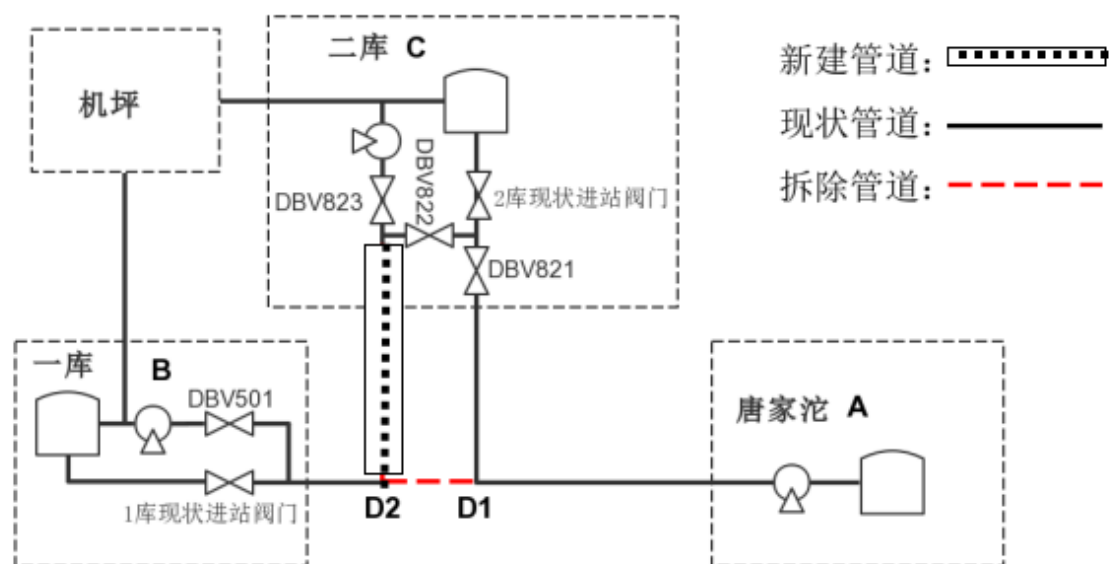 二库 C
新建管道：
现状管道：
拆除管道：
机坪
DBV822
DBV823
2库现状进站阀门
DBV821
一库 B
DBV501
1库现状进站阀门
唐家沱 A
D2
D1